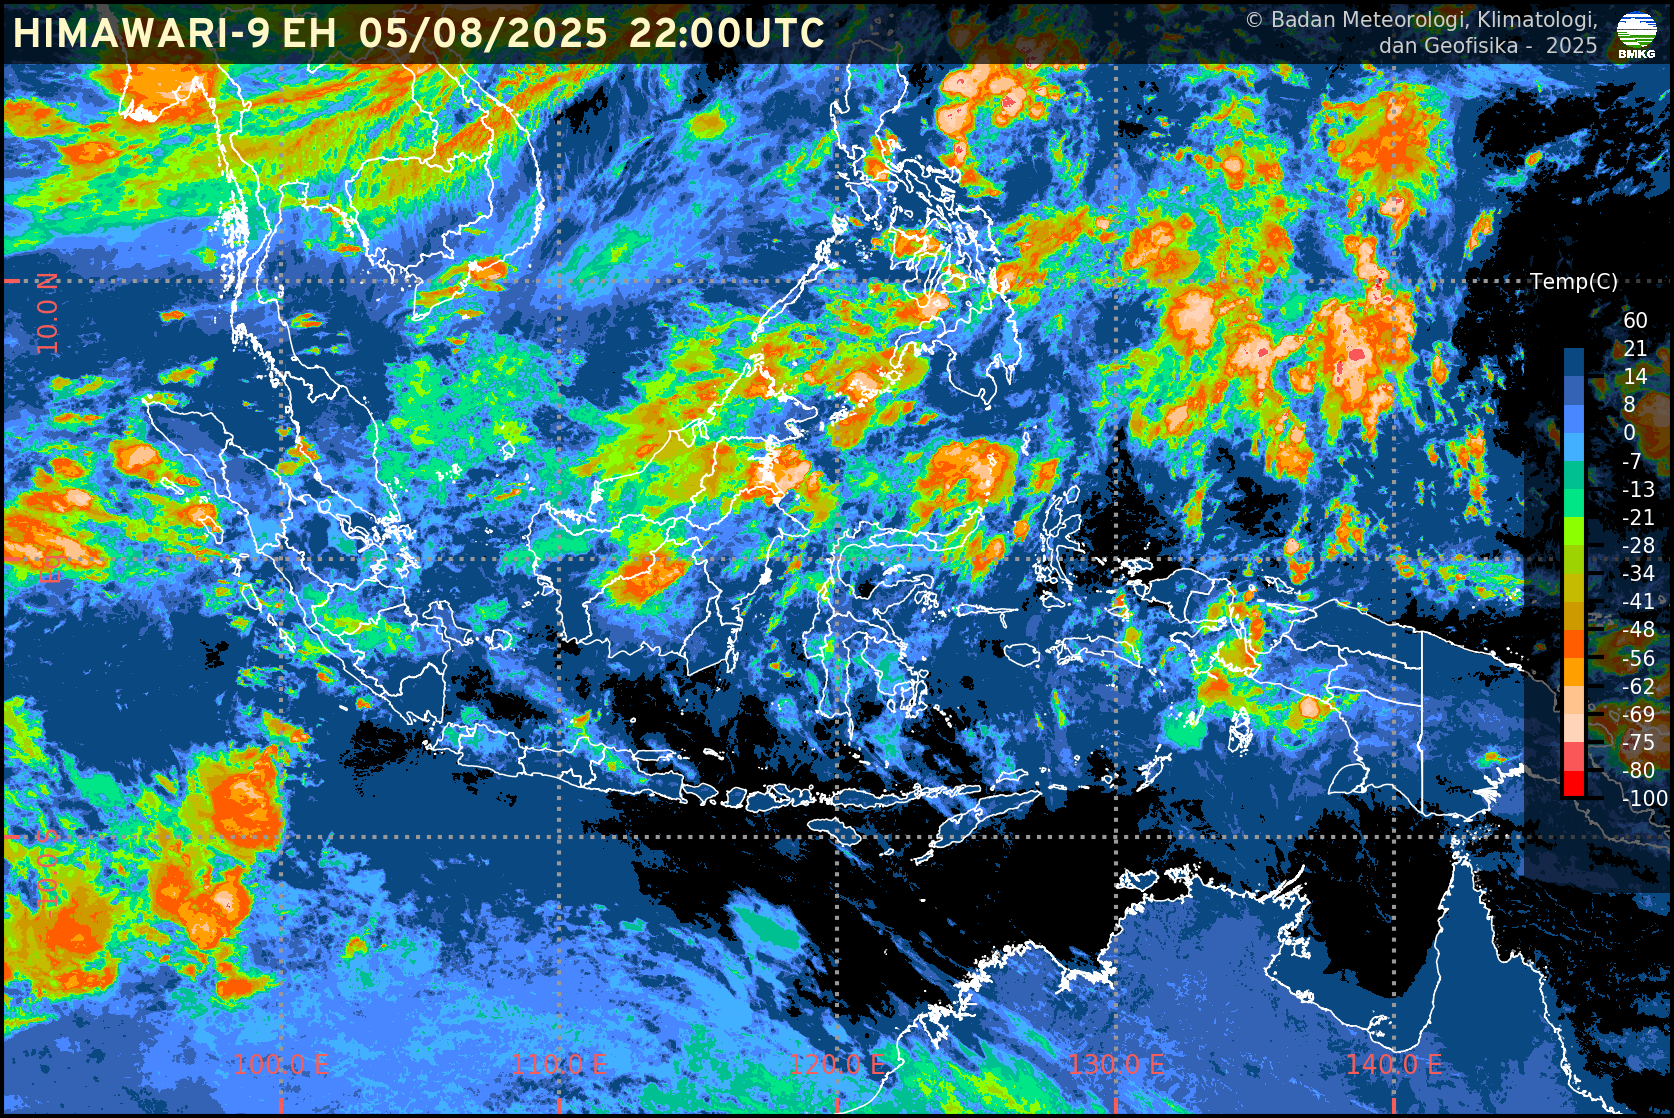 HIMAWARI-9 EH 05/08/2025 22:00UTC
© Badan Meteorologi, Klimatologi,
dan Geofisika - 2025
BMKG
10.0 N
EQ
10.0 S
Temp(C)
60
21
14
8
0
-7
-13
-21
-28
-34
-41
-48
-56
-62
-69
-75
-80
-100
100.0 E
110.0 E
120.0 E
130.0 E
140.0 E